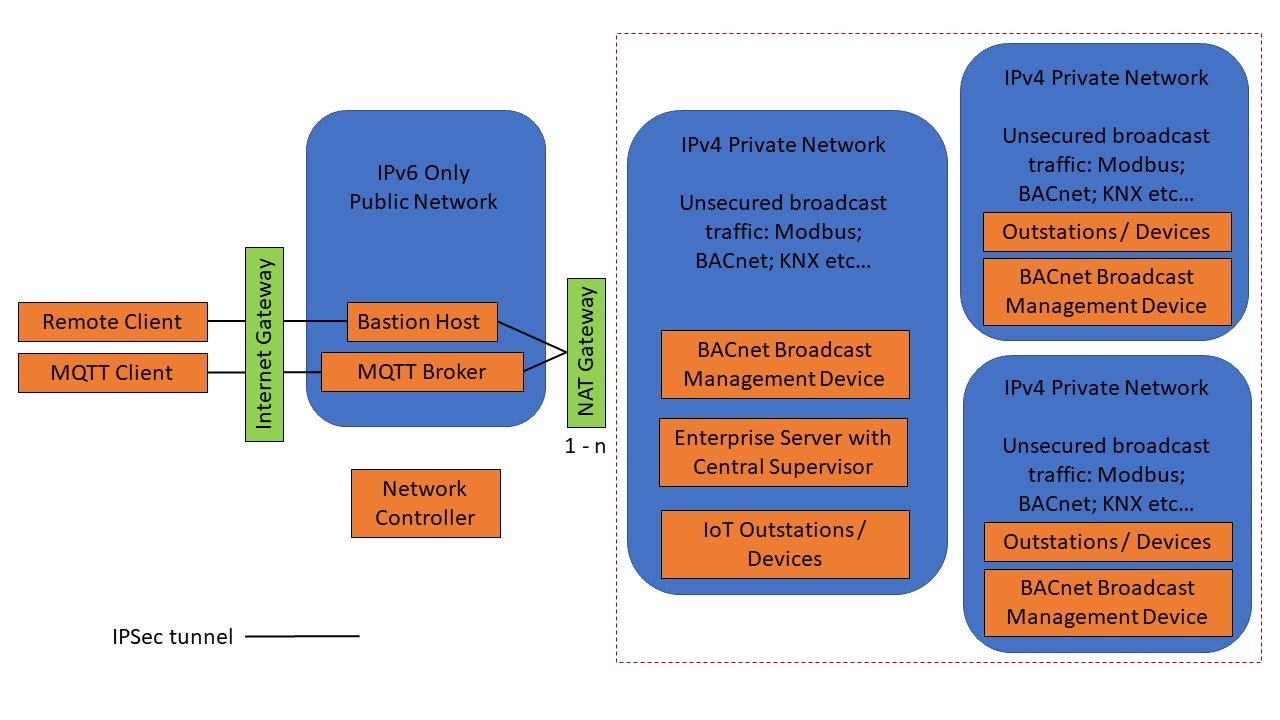 Remote Client
MQTT Client
Internet Gateway
IPv6 Only
Public Network
Bastion Host
MQTT Broker
Network
Controller
NAT Gateway
1 - n
IPSec tunnel
IPv4 Private Network
Unsecured broadcast
traffic: Modbus;
BACnet; KNX etc...
BACnet Broadcast
Management Device
Enterprise Server with
Central Supervisor
IoT Outstations /
Devices
IPv4 Private Network
Unsecured broadcast
traffic: Modbus;
BACnet; KNX etc...
Outstations / Devices
BACnet Broadcast
Management Device
IPv4 Private Network
Unsecured broadcast
traffic: Modbus;
BACnet; KNX etc...
Outstations / Devices
BACnet Broadcast
Management Device